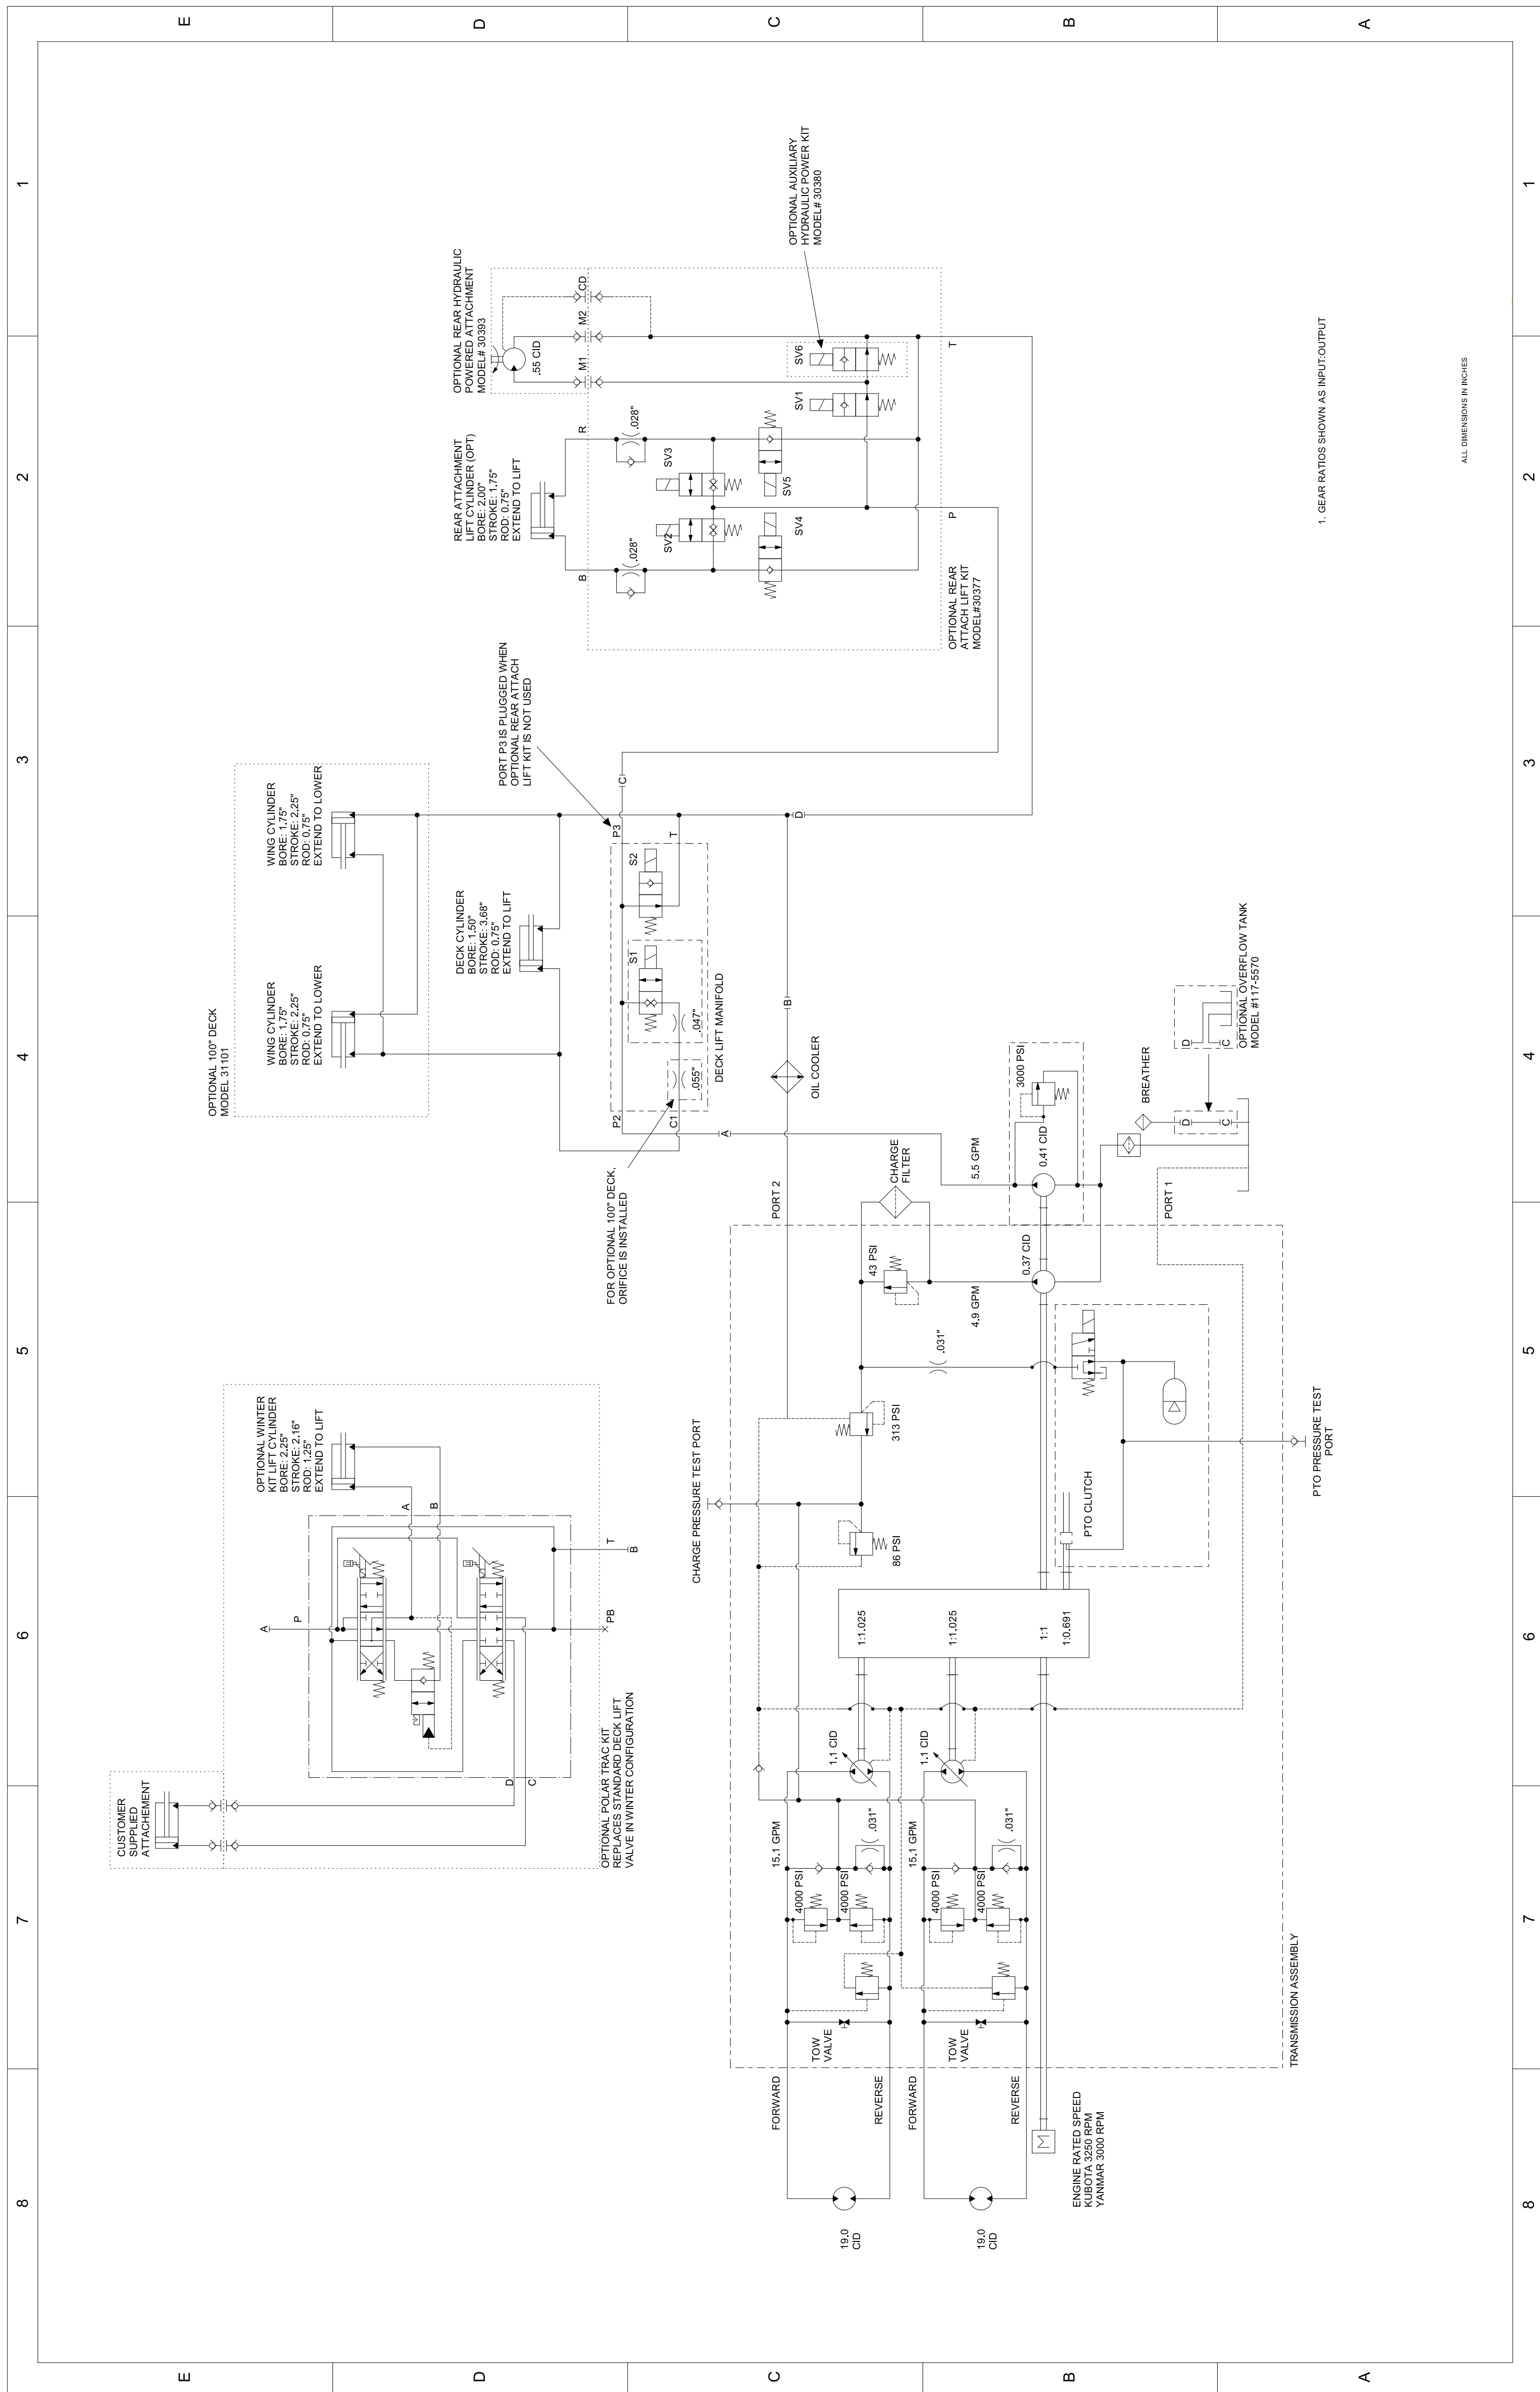 E
D
C
B
A
1
2
3
4
5
6
7
8
OPTIONAL 100" DECK
MODEL 31101
WING CYLINDER
BORE: 1.75"
STROKE: 2.25"
ROD: 0.75"
EXTEND TO LOWER
WING CYLINDER
BORE: 1.75"
STROKE: 2.25"
ROD: 0.75"
EXTEND TO LOWER
DECK CYLINDER
BORE: 1.50"
STROKE: 3.68"
ROD: 0.75"
EXTEND TO LIFT
PORT P3 IS PLUGGED WHEN
OPTIONAL REAR ATTACH
LIFT KIT IS NOT USED
REAR ATTACHMENT
LIFT CYLINDER (OPT)
BORE: 2.00"
STROKE: 1.75"
ROD: 0.75"
EXTEND TO LIFT
OPTIONAL REAR HYDRAULIC
POWERED ATTACHMENT
MODEL# 30393
.55 CID
M1
M2
CD
OPTIONAL AUXILIARY
HYDRAULIC POWER KIT
MODEL# 30380
B
R
.028"
.028"
SV2
SV3
SV4
SV5
SV1
SV6
P
T
OPTIONAL REAR
ATTACH LIFT KIT
MODEL#30377
P3
C
T
S2
S1
.047"
.055"
P2
C1
DECK LIFT MANIFOLD
FOR OPTIONAL 100" DECK,
ORIFICE IS INSTALLED
A
B
D
OIL COOLER
PORT 2
CHARGE
FILTER
5.5 GPM
0.41 CID
3000 PSI
BREATHER
D
C
D
C
OPTIONAL OVERFLOW TANK
MODEL #117-5570
PORT 1
43 PSI
0.37 CID
4.9 GPM
.031"
313 PSI
CHARGE PRESSURE TEST PORT
86 PSI
PTO CLUTCH
PTO PRESSURE TEST
PORT
1:1.025
1:1.025
1:1
1:0.691
1.1 CID
1.1 CID
15.1 GPM
15.1 GPM
.031"
.031"
4000 PSI
4000 PSI
4000 PSI
4000 PSI
TOW
VALVE
TOW
VALVE
TRANSMISSION ASSEMBLY
FORWARD
REVERSE
FORWARD
REVERSE
M
ENGINE RATED SPEED
KUBOTA 3250 RPM
YANMAR 3000 RPM
19.0
CID
19.0
CID
OPTIONAL WINTER
KIT LIFT CYLINDER
BORE: 2.25"
STROKE: 2.16"
ROD: 1.25"
EXTEND TO LIFT
A
B
A
P
T
B
PB
D
C
CUSTOMER
SUPPLIED
ATTACHEMENT
OPTIONAL POLAR TRAC KIT
REPLACES STANDARD DECK LIFT
VALVE IN WINTER CONFIGURATION
1. GEAR RATIOS SHOWN AS INPUT:OUTPUT
ALL DIMENSIONS IN INCHES
E
D
C
B
A
1
2
3
4
5
6
7
8